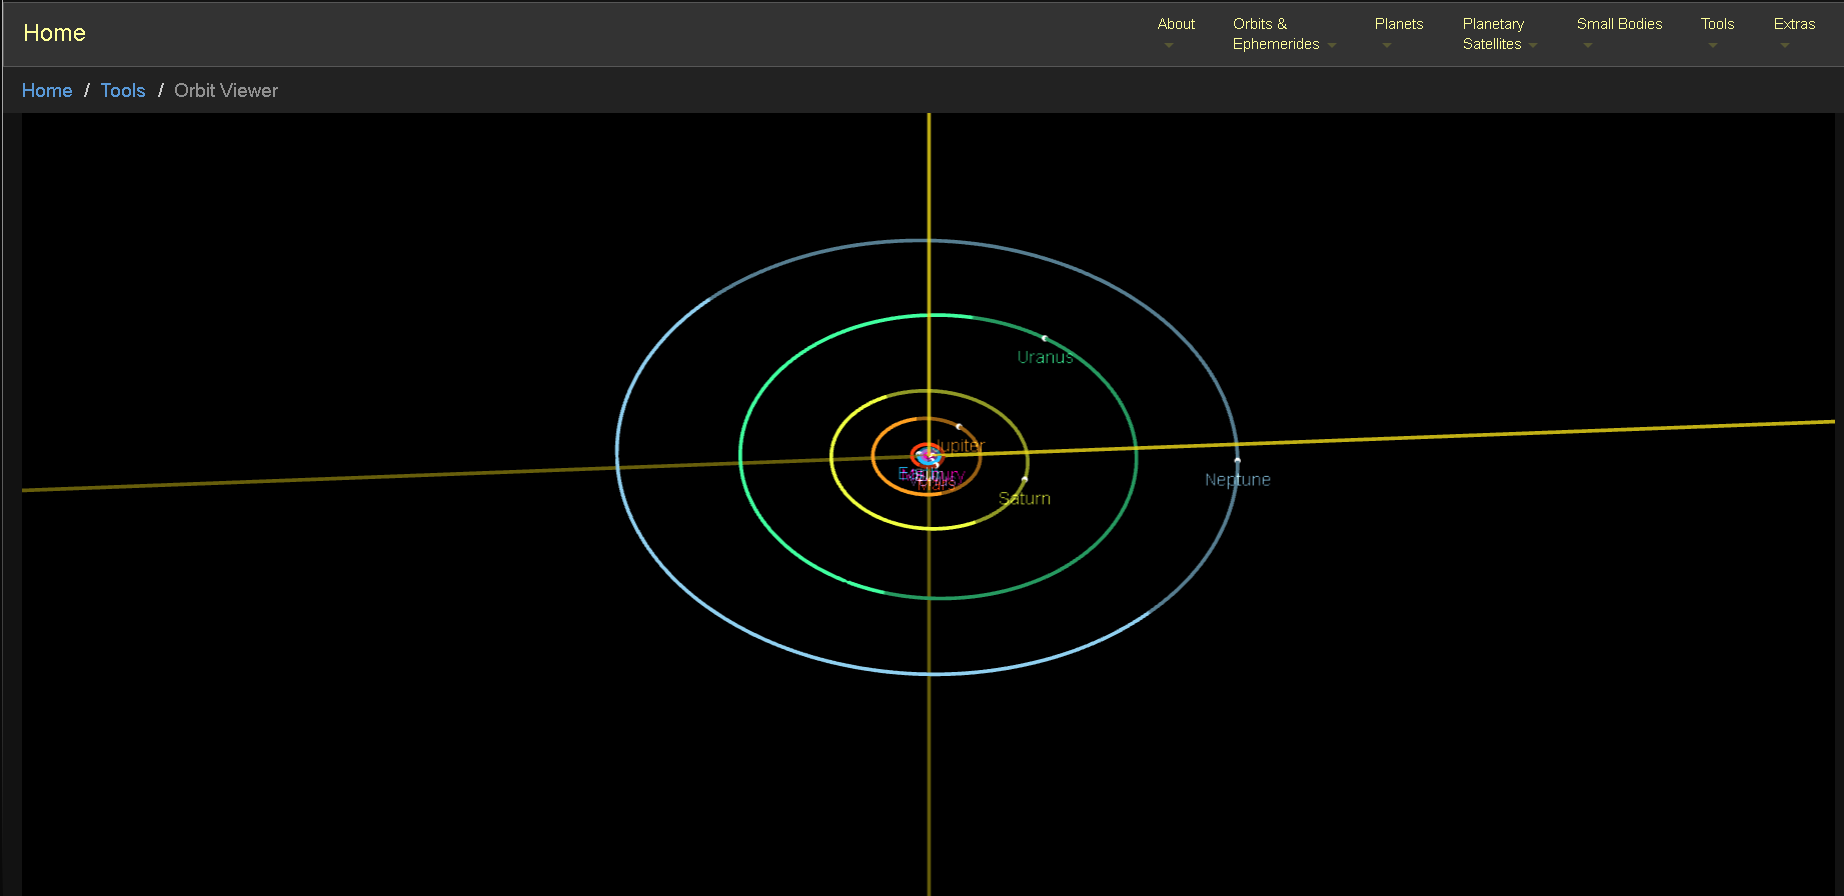 Home
About
Orbits &
Ephemerides
Planets
Planetary
Satellites
Small Bodies
Tools
Extras
Home / Tools / Orbit Viewer
Uranus
Jupiter
Mars
Saturn
Neptune